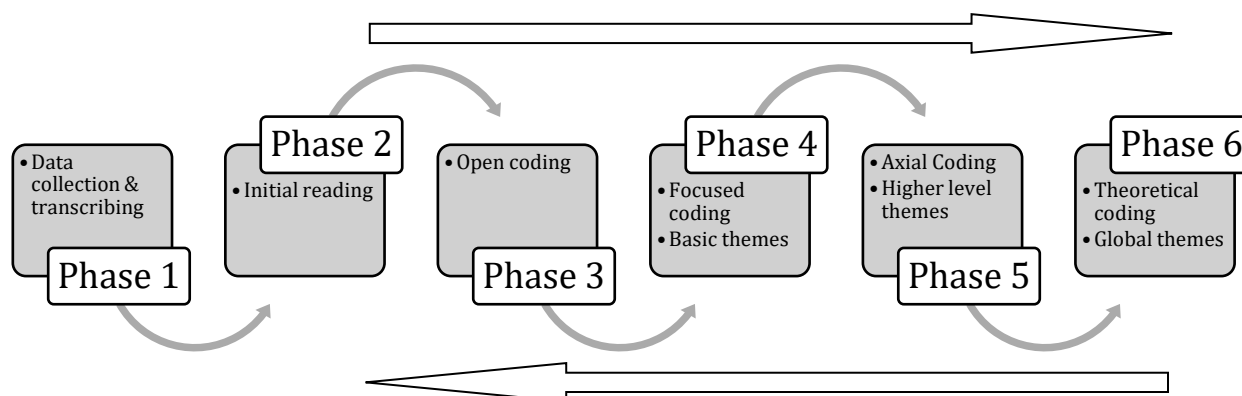 • Data
collection &
transcribing
Phase 1
Phase 2
• Initial reading
• Open coding
Phase 3
Phase 4
• Focused
coding
• Basic themes
• Axial Coding
• Higher level
themes
Phase 5
Phase 6
• Theoretical
coding
• Global themes